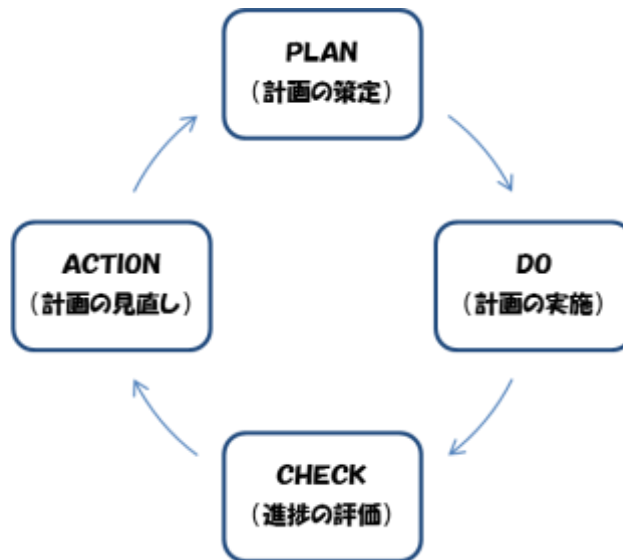 PLAN
(計画の策定)
DO
(計画の実施)
CHECK
(進捗の評価)
ACTION
(計画の見直し)